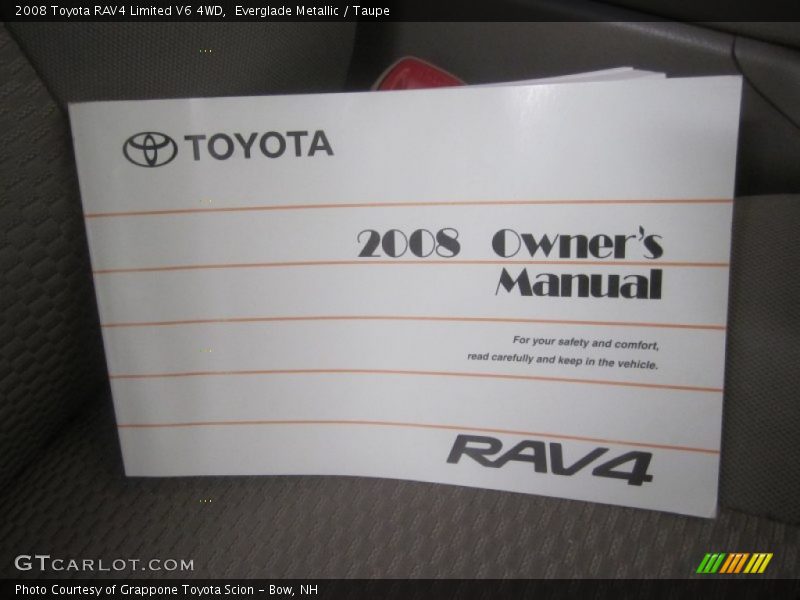 2008 Toyota RAV4 Limited V6 4WD,  Everglade Metallic / Taupe
TOYOTA
2008 Owner's
Manual
For your safety and comfort,
read carefully and keep in the vehicle.
RAV4
GTCARLOT.COM
Photo Courtesy of Grappone Toyota Scion - Bow, NH